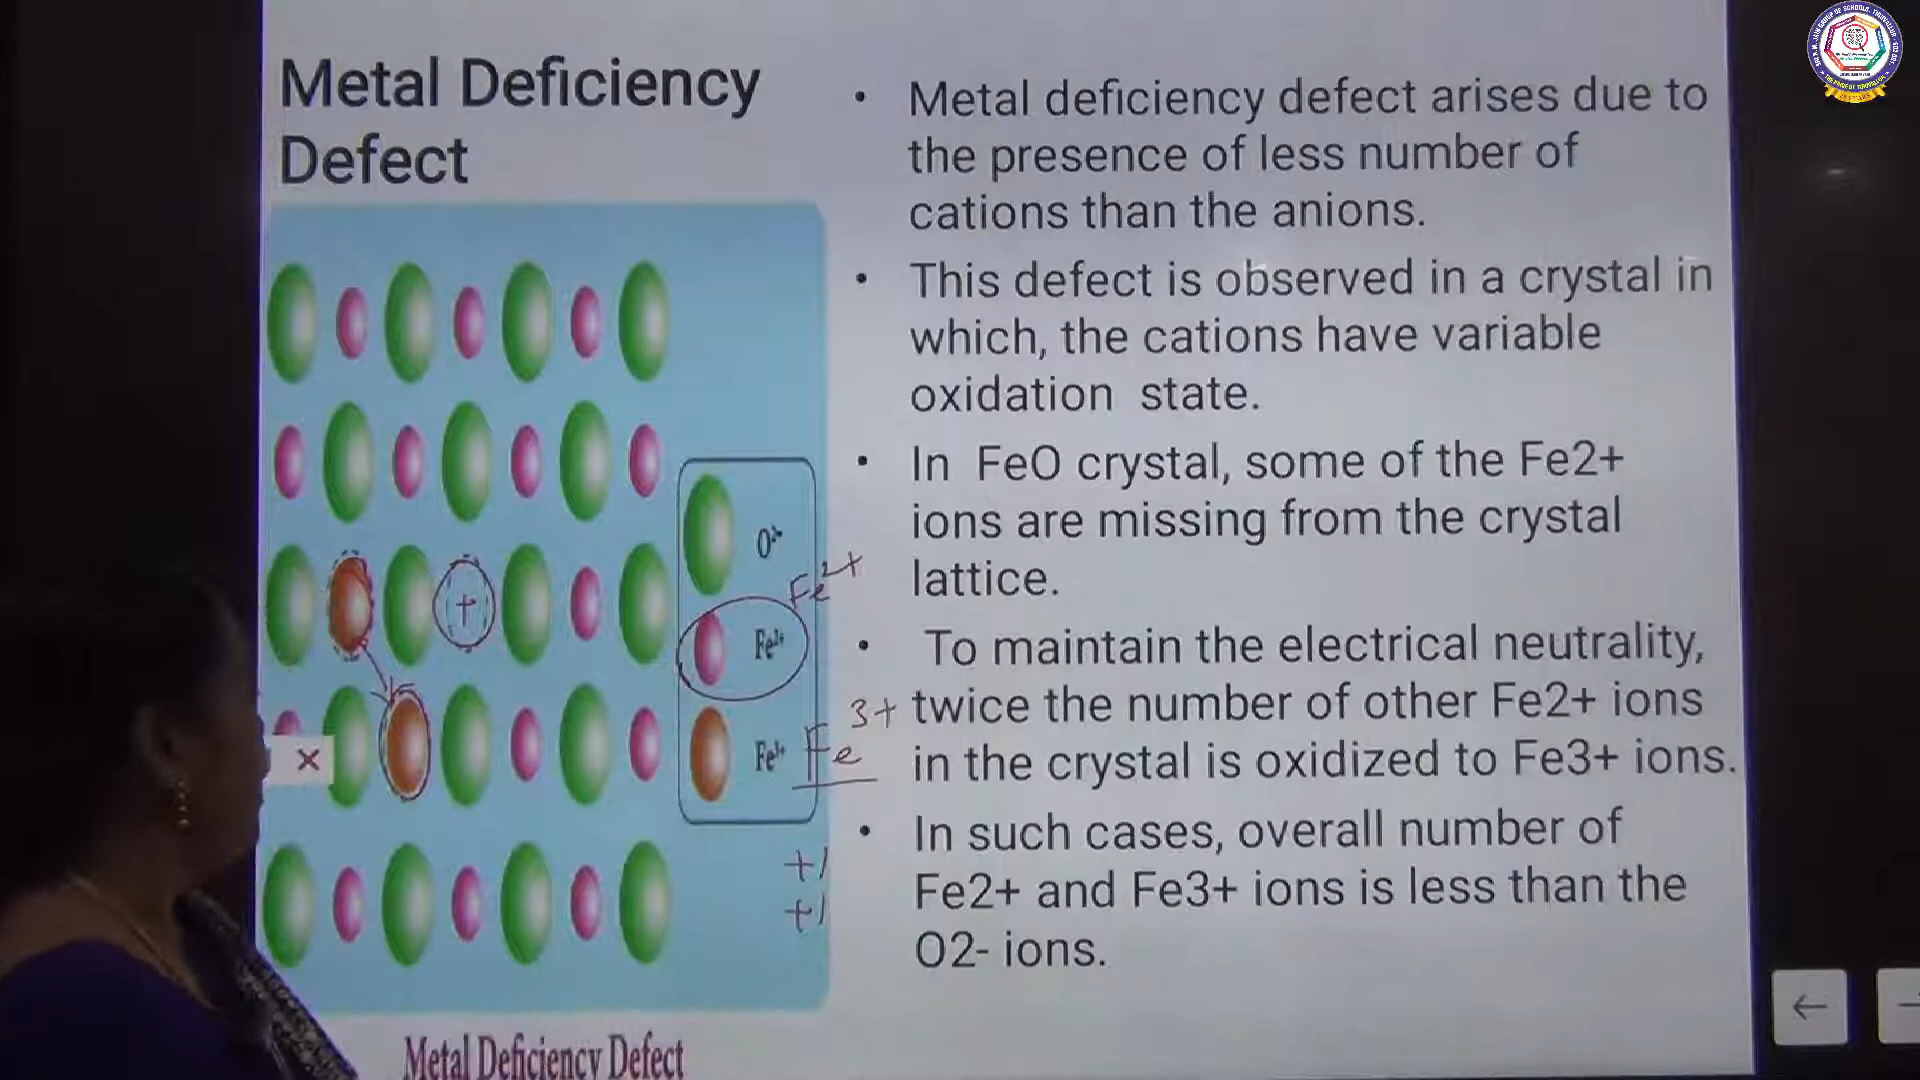 Metal Deficiency
Defect
• Metal deficiency defect arises due to
the presence of less number of
cations than the anions.
• This defect is observed in a crystal in
which, the cations have variable
oxidation state.
• In FeO crystal, some of the Fe2+
ions are missing from the crystal
lattice.
• To maintain the electrical neutrality,
twice the number of other Fe2+ ions
in the crystal is oxidized to Fe3+ ions.
• In such cases, overall number of
Fe2+ and Fe3+ ions is less than the
O2- ions.
+
O²⁻
Fe²⁺
Fe
3+
Fe
+1
+1
×
←
Metal Deficiency Defect